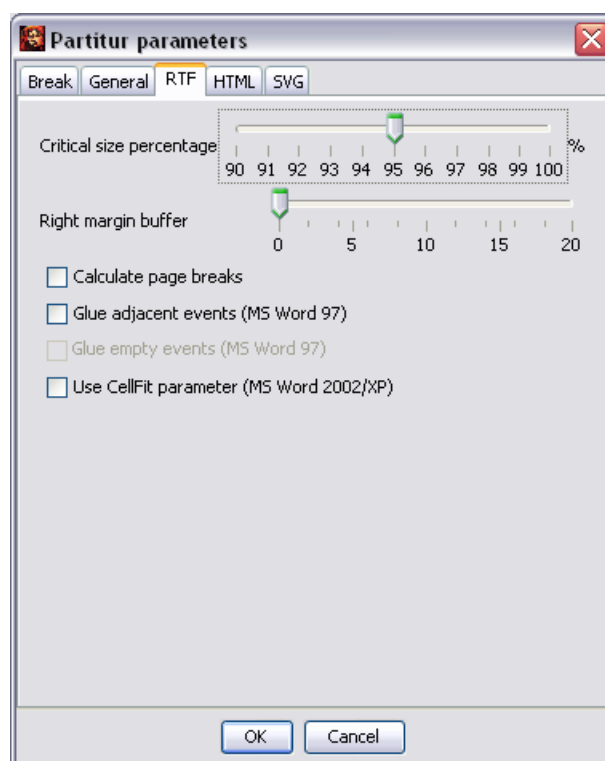 Partitur parameters
Break General RTF HTML SVG
Critical size percentage %
90 91 92 93 94 95 96 97 98 99 100
Right margin buffer
0 5 10 15 20
Calculate page breaks
Glue adjacent events (MS Word 97)
Glue empty events (MS Word 97)
Use CellFit parameter (MS Word 2002/XP)
OK Cancel